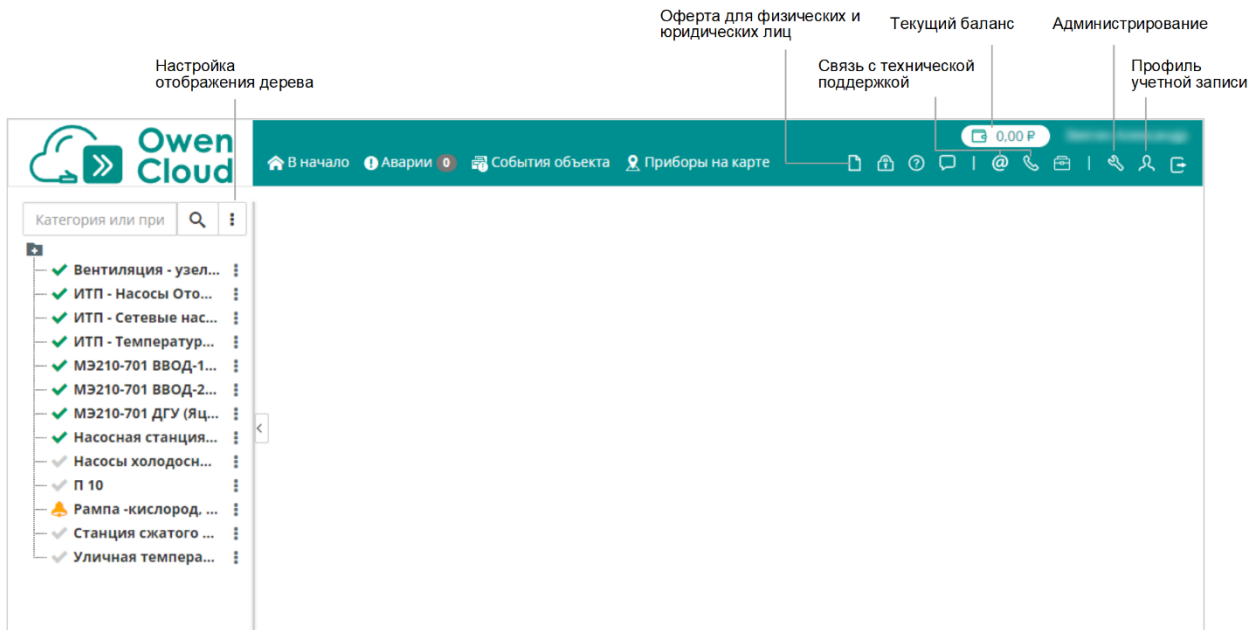 Оферта для физических и
юридических лиц
Текущий баланс
Администрирование
Настройка
отображения дерева
Связь с технической
поддержкой
Профиль
учетной записи
Owen
Cloud
0,00 ₽
В начало
Аварии 0
События объекта
Приборы на карте
Категория или при
Вентиляция - узел...
ИТП - Насосы Ото...
ИТП - Сетевые нас...
ИТП - Температур...
МЭ210-701 ВВОД-1...
МЭ210-701 ВВОД-2...
МЭ210-701 ДГУ (Яц...
Насосная станция...
Насосы холодосн...
П 10
Рампа -кислород, ...
Станция сжатого ...
Уличная темпера...